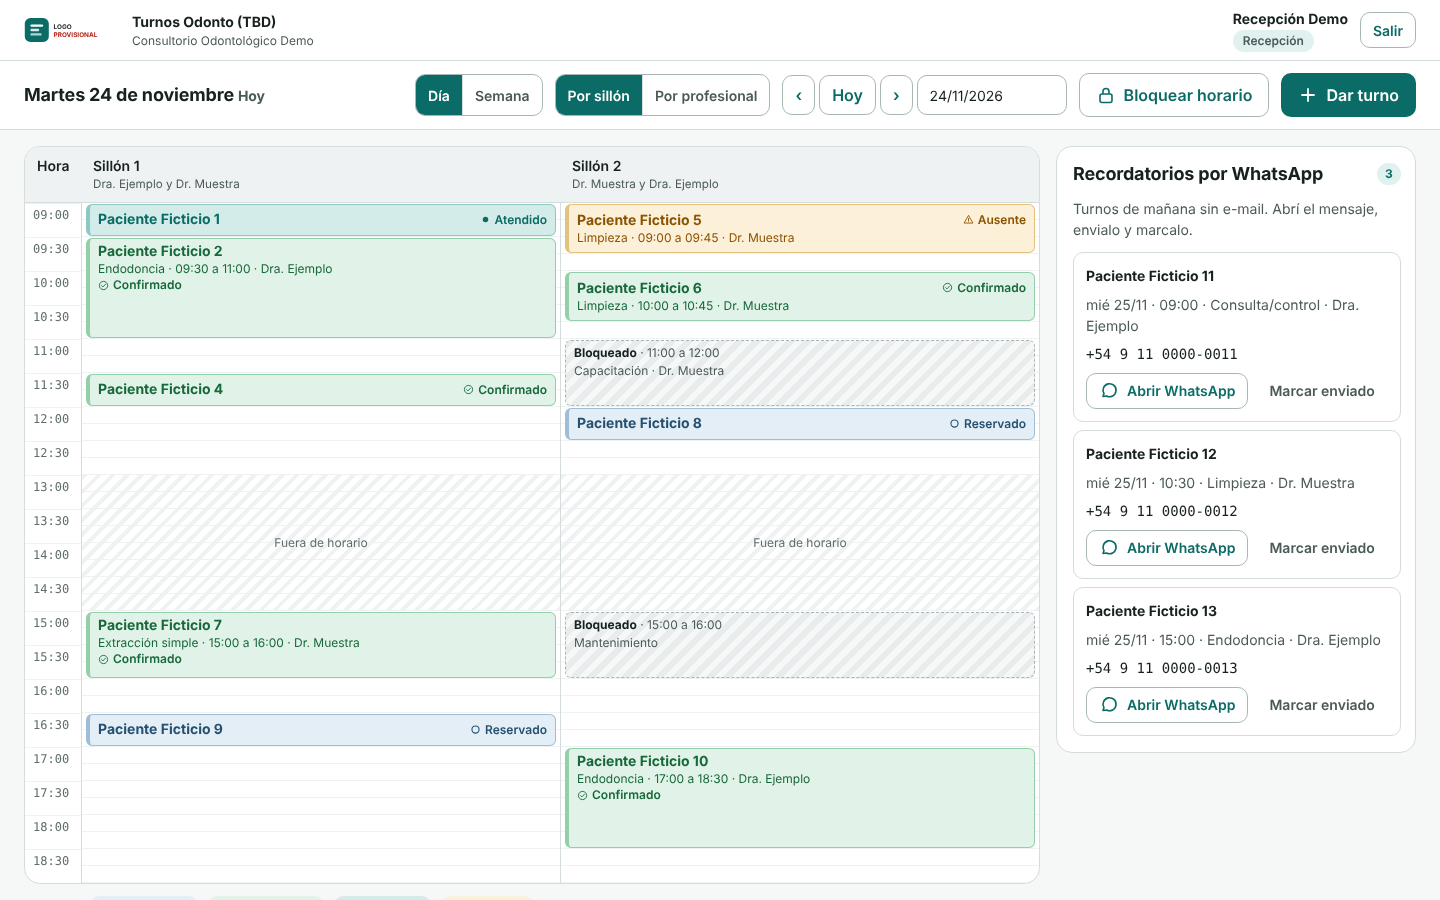 LOGO
PROVISIONAL
Turnos Odonto (TBD)
Consultorio Odontológico Demo
Recepción Demo
Recepción
Salir
Martes 24 de noviembre Hoy
Día
Semana
Por sillón
Por profesional
‹
Hoy
›
24/11/2026
Bloquear horario
+ Dar turno
Hora
Sillón 1
Dra. Ejemplo y Dr. Muestra
Sillón 2
Dr. Muestra y Dra. Ejemplo
09:00
09:30
10:00
10:30
11:00
11:30
12:00
12:30
13:00
13:30
14:00
14:30
15:00
15:30
16:00
16:30
17:00
17:30
18:00
18:30
Paciente Ficticio 1
Atendido
Paciente Ficticio 2
Endodoncia · 09:30 a 11:00 · Dra. Ejemplo
Confirmado
Paciente Ficticio 4
Confirmado
Fuera de horario
Paciente Ficticio 7
Extracción simple · 15:00 a 16:00 · Dr. Muestra
Confirmado
Paciente Ficticio 9
Reservado
Paciente Ficticio 5
Ausente
Limpieza · 09:00 a 09:45 · Dr. Muestra
Paciente Ficticio 6
Confirmado
Limpieza · 10:00 a 10:45 · Dr. Muestra
Bloqueado · 11:00 a 12:00
Capacitación · Dr. Muestra
Paciente Ficticio 8
Reservado
Fuera de horario
Bloqueado · 15:00 a 16:00
Mantenimiento
Paciente Ficticio 10
Endodoncia · 17:00 a 18:30 · Dra. Ejemplo
Confirmado
Recordatorios por WhatsApp
3
Turnos de mañana sin e-mail. Abrí el mensaje,
envialo y marcalo.
Paciente Ficticio 11
mié 25/11 · 09:00 · Consulta/control · Dra.
Ejemplo
+54 9 11 0000-0011
Abrir WhatsApp
Marcar enviado
Paciente Ficticio 12
mié 25/11 · 10:30 · Limpieza · Dr. Muestra
+54 9 11 0000-0012
Abrir WhatsApp
Marcar enviado
Paciente Ficticio 13
mié 25/11 · 15:00 · Endodoncia · Dra. Ejemplo
+54 9 11 0000-0013
Abrir WhatsApp
Marcar enviado